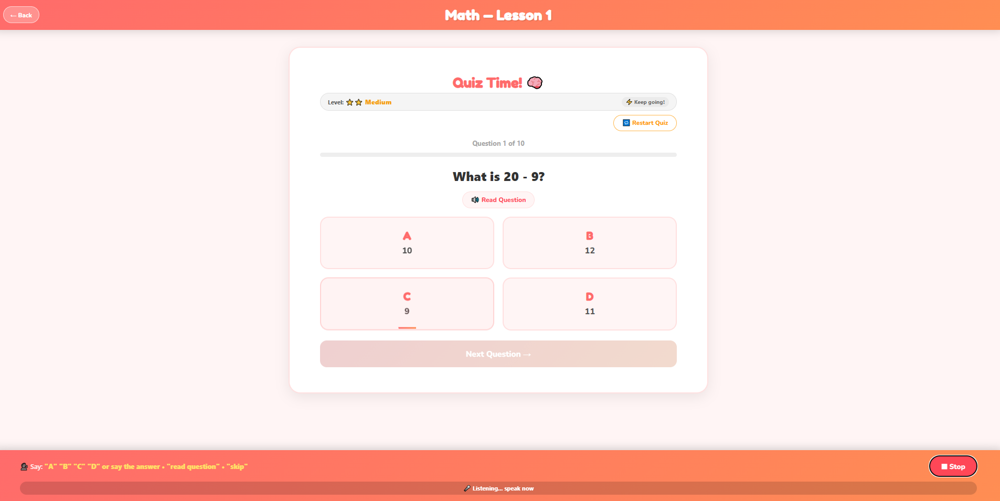 ← Back
Math – Lesson 1
Quiz Time!
Level: Medium
Keep going!
Restart Quiz
Question 1 of 10
What is 20 - 9?
Read Question
A
10
B
12
C
9
D
11
Next Question →
Say: "A" "B" "C" "D" or say the answer • "read question" • "skip"
Stop
Listening... speak now